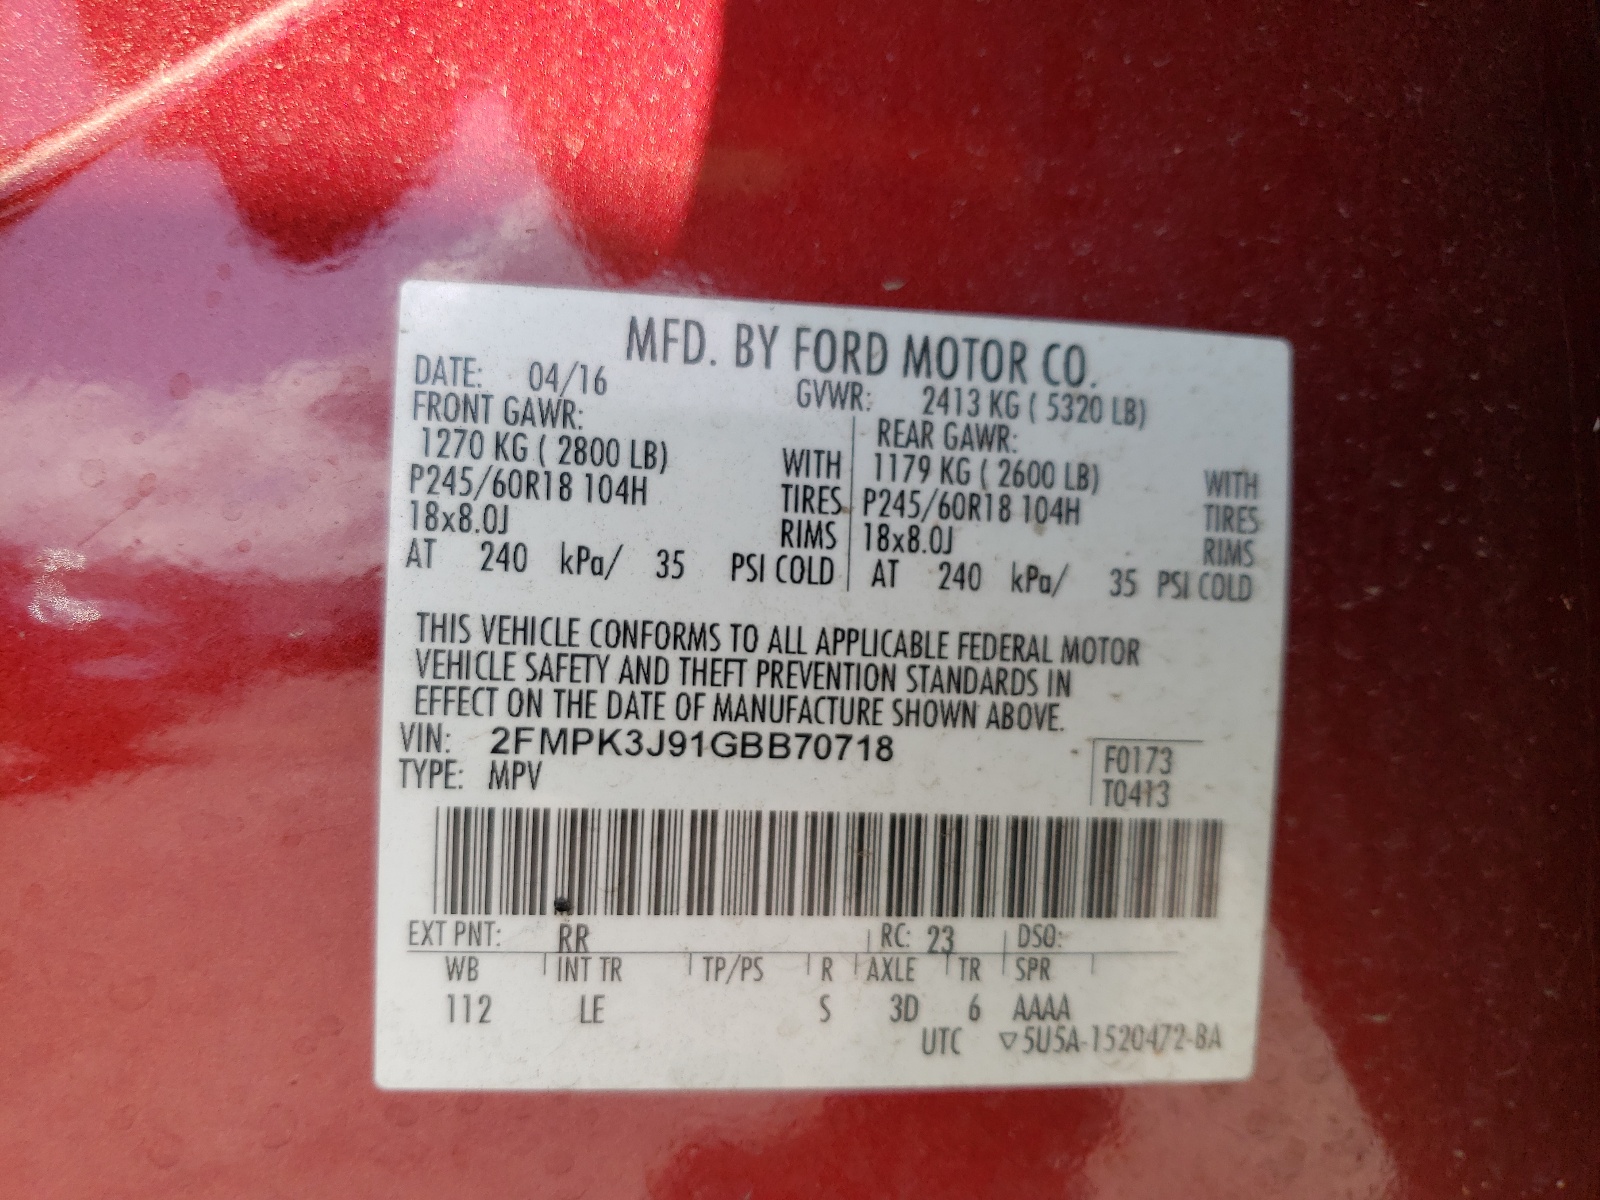 MFD. BY FORD MOTOR CO.
DATE: 04/16 GVWR: 2413 KG ( 5320 LB)
FRONT GAWR: REAR GAWR:
1270 KG ( 2800 LB) WITH 1179 KG ( 2600 LB) WITH
P245/60R18 104H TIRES P245/60R18 104H TIRES
18x8.0J RIMS 18x8.0J RIMS
AT 240 kPa/ 35 PSI COLD AT 240 kPa/ 35 PSI COLD
THIS VEHICLE CONFORMS TO ALL APPLICABLE FEDERAL MOTOR
VEHICLE SAFETY AND THEFT PREVENTION STANDARDS IN
EFFECT ON THE DATE OF MANUFACTURE SHOWN ABOVE.
VIN: 2FMPK3J91GBB70718 F0173
TYPE: MPV T0413
EXT PNT: RR RC: 23 DSO:
WB INT TR TP/PS R AXLE TR SPR
112 LE S 3D 6 AAAA
UTC ▽5U5A-1520472-BA